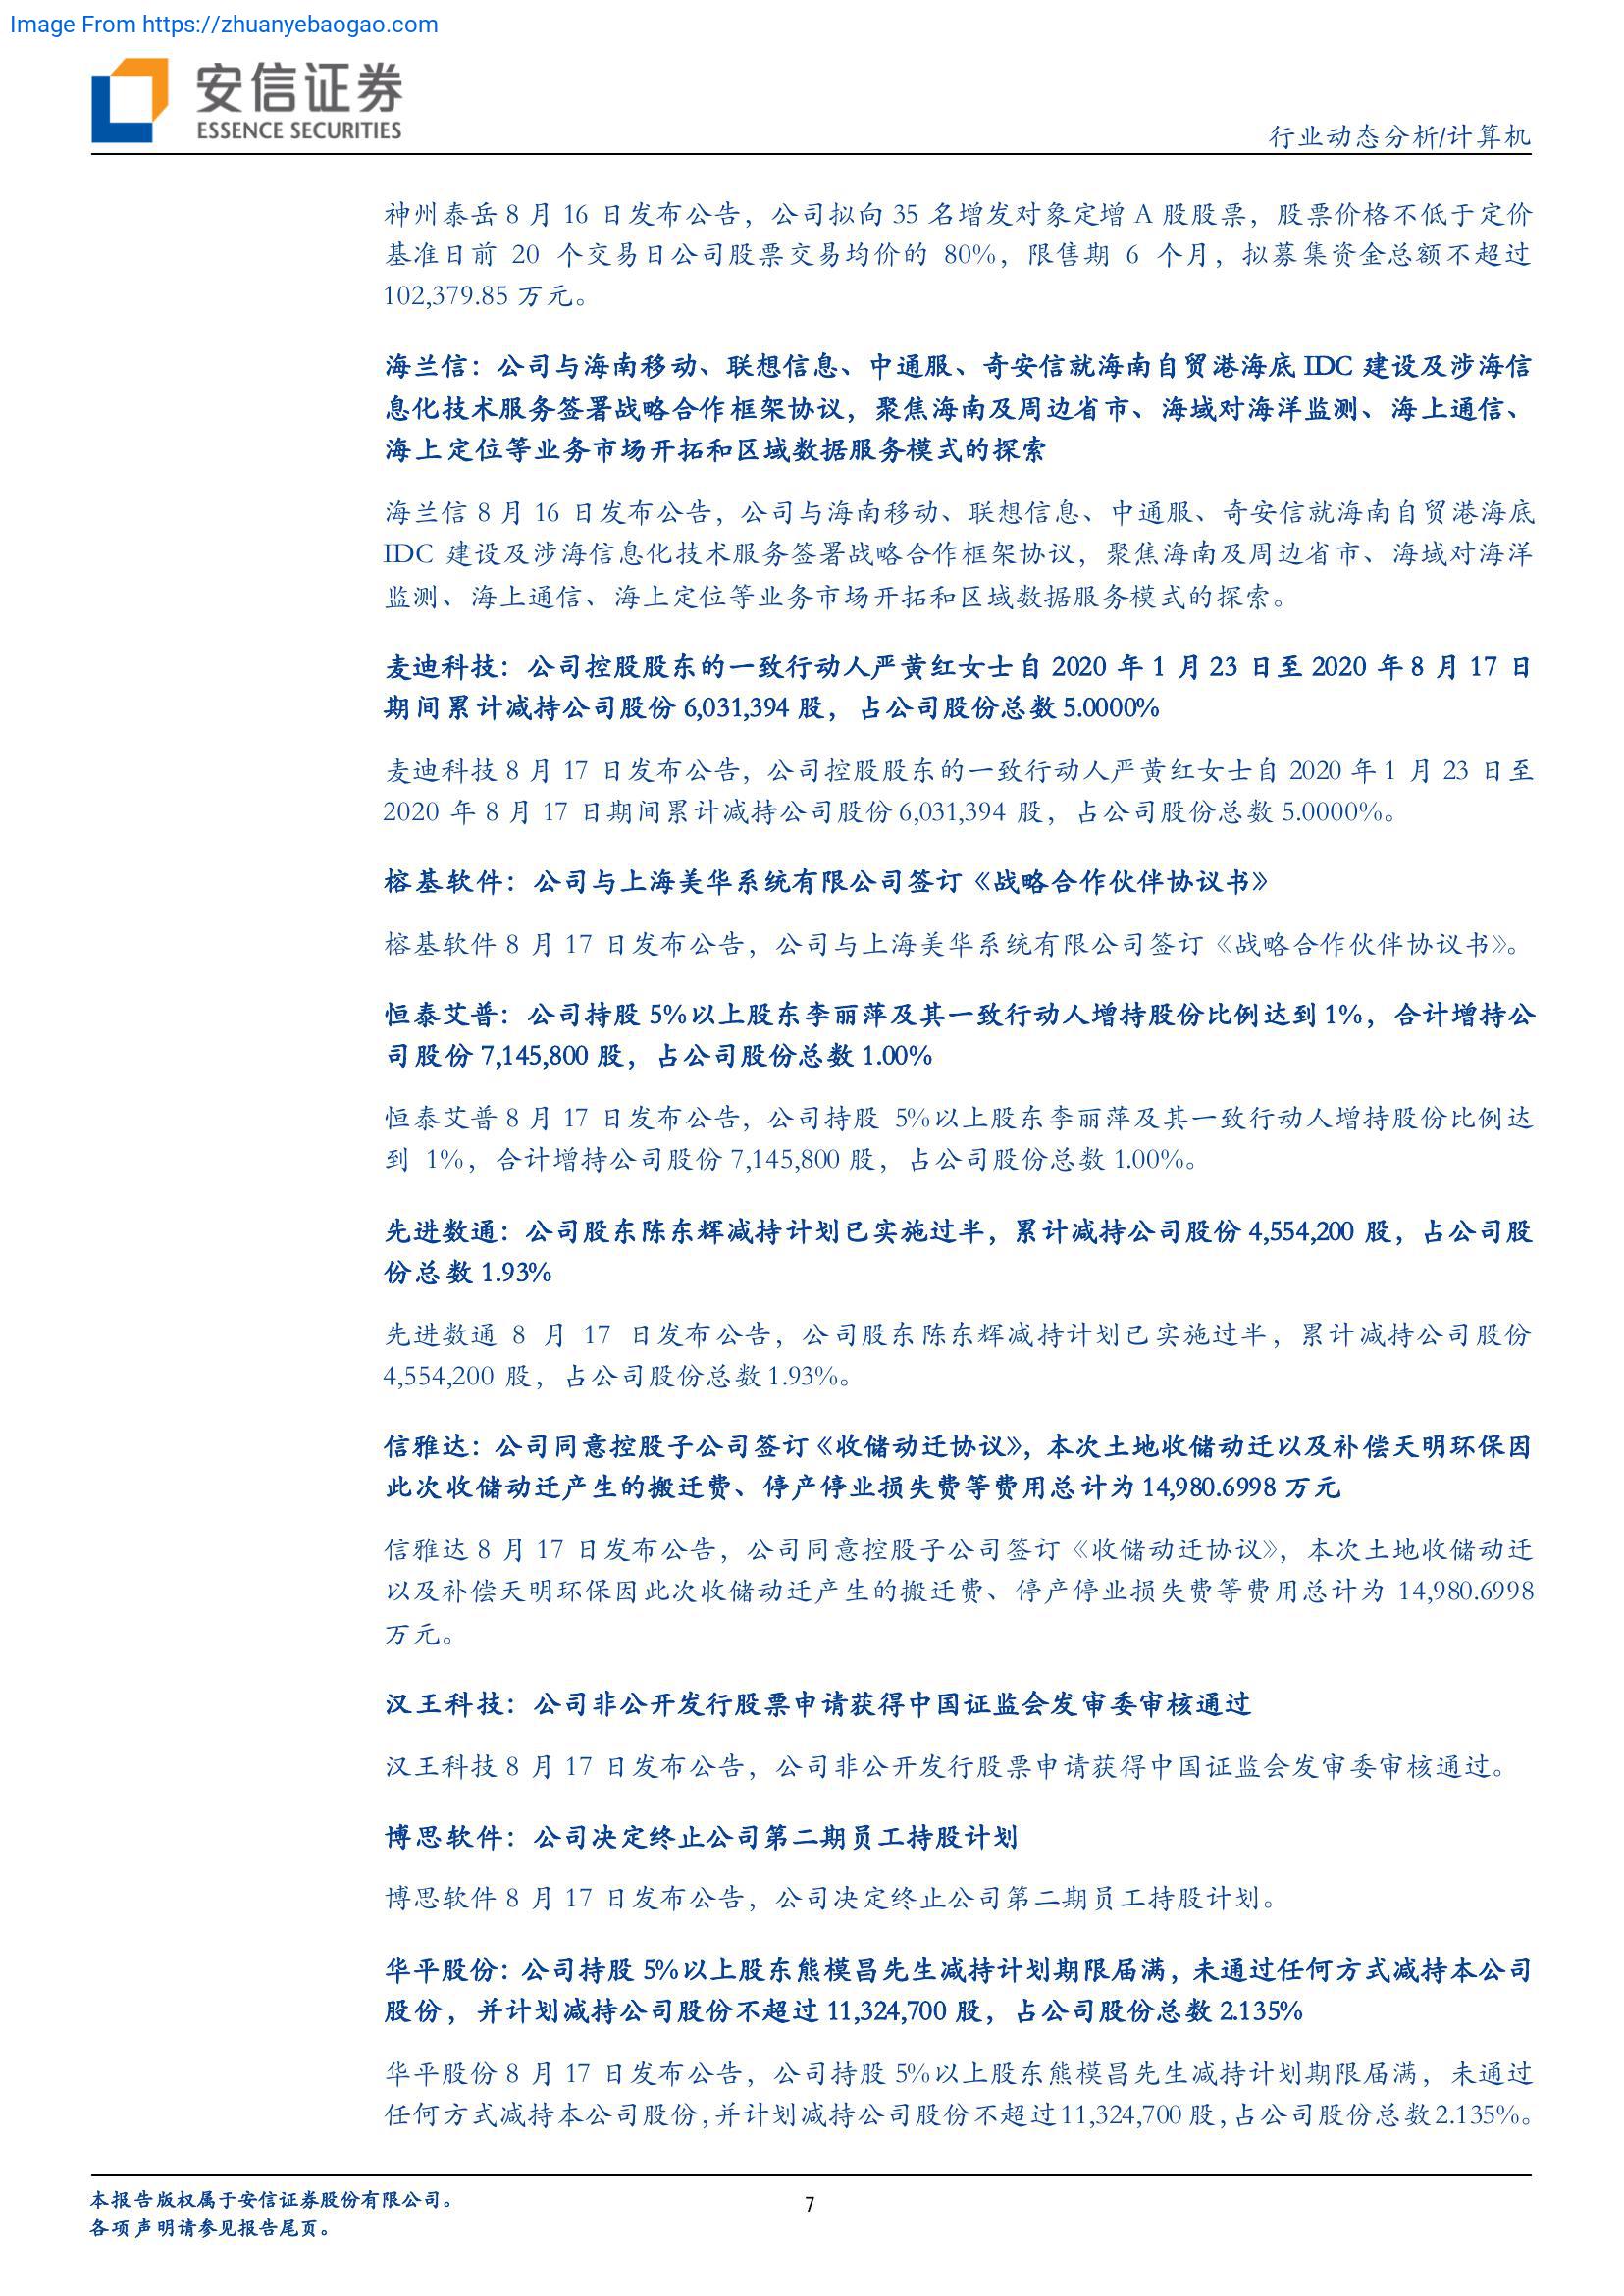 Image From https://zhuanyebaogao.com
安信证券
ESSENCE SECURITIES
行业动态分析/计算机
神州泰岳 8 月 16 日发布公告，公司拟向 35 名增发对象定增 A 股股票，股票价格不低于定价
基准日前 20 个交易日公司股票交易均价的 80%，限售期 6 个月，拟募集资金总额不超过
102,379.85 万元。
海兰信：公司与海南移动、联想信息、中通服、奇安信就海南自贸港海底 IDC 建设及涉海信
息化技术服务签署战略合作框架协议，聚焦海南及周边省市、海域对海洋监测、海上通信、
海上定位等业务市场开拓和区域数据服务模式的探索
海兰信 8 月 16 日发布公告，公司与海南移动、联想信息、中通服、奇安信就海南自贸港海底
IDC 建设及涉海信息化技术服务签署战略合作框架协议，聚焦海南及周边省市、海域对海洋
监测、海上通信、海上定位等业务市场开拓和区域数据服务模式的探索。
麦迪科技：公司控股股东的一致行动人严黄红女士自 2020 年 1 月 23 日至 2020 年 8 月 17 日
期间累计减持公司股份 6,031,394 股，占公司股份总数 5.0000%
麦迪科技 8 月 17 日发布公告，公司控股股东的一致行动人严黄红女士自 2020 年 1 月 23 日至
2020 年 8 月 17 日期间累计减持公司股份 6,031,394 股，占公司股份总数 5.0000%。
榕基软件：公司与上海美华系统有限公司签订《战略合作伙伴协议书》
榕基软件 8 月 17 日发布公告，公司与上海美华系统有限公司签订《战略合作伙伴协议书》。
恒泰艾普：公司持股 5%以上股东李丽萍及其一致行动人增持股份比例达到 1%，合计增持公
司股份 7,145,800 股，占公司股份总数 1.00%
恒泰艾普 8 月 17 日发布公告，公司持股 5%以上股东李丽萍及其一致行动人增持股份比例达
到 1%，合计增持公司股份 7,145,800 股，占公司股份总数 1.00%。
先进数通：公司股东陈东辉减持计划已实施过半，累计减持公司股份 4,554,200 股，占公司股
份总数 1.93%
先进数通 8 月 17 日发布公告，公司股东陈东辉减持计划已实施过半，累计减持公司股份
4,554,200 股，占公司股份总数 1.93%。
信雅达：公司同意控股子公司签订《收储动迁协议》，本次土地收储动迁以及补偿天明环保因
此次收储动迁产生的搬迁费、停产停业损失费等费用总计为 14,980.6998 万元
信雅达 8 月 17 日发布公告，公司同意控股子公司签订《收储动迁协议》，本次土地收储动迁
以及补偿天明环保因此次收储动迁产生的搬迁费、停产停业损失费等费用总计为 14,980.6998
万元。
汉王科技：公司非公开发行股票申请获得中国证监会发审委审核通过
汉王科技 8 月 17 日发布公告，公司非公开发行股票申请获得中国证监会发审委审核通过。
博思软件：公司决定终止公司第二期员工持股计划
博思软件 8 月 17 日发布公告，公司决定终止公司第二期员工持股计划。
华平股份：公司持股 5%以上股东熊模昌先生减持计划期限届满，未通过任何方式减持本公司
股份，并计划减持公司股份不超过 11,324,700 股，占公司股份总数 2.135%
华平股份 8 月 17 日发布公告，公司持股 5%以上股东熊模昌先生减持计划期限届满，未通过
任何方式减持本公司股份，并计划减持公司股份不超过 11,324,700 股，占公司股份总数 2.135%。
本报告版权属于安信证券股份有限公司。
7
各项声明请参见报告尾页。